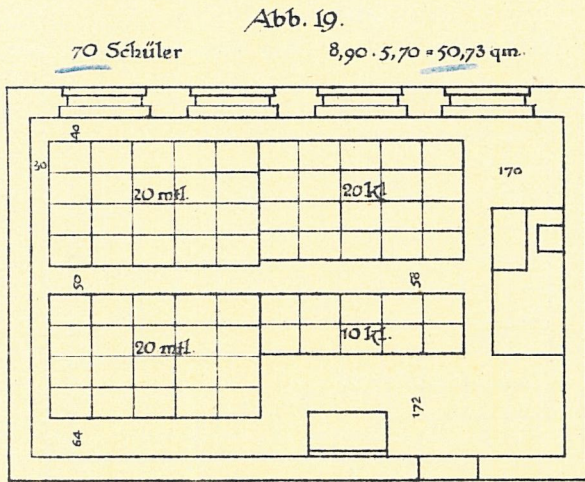 Abb. 19.
70 Schüler
8,90 · 5,70 = 50,73 qm.
40
30
20 mtl.
20 kl.
170
50
58
20 mtl.
10 kl.
64
172